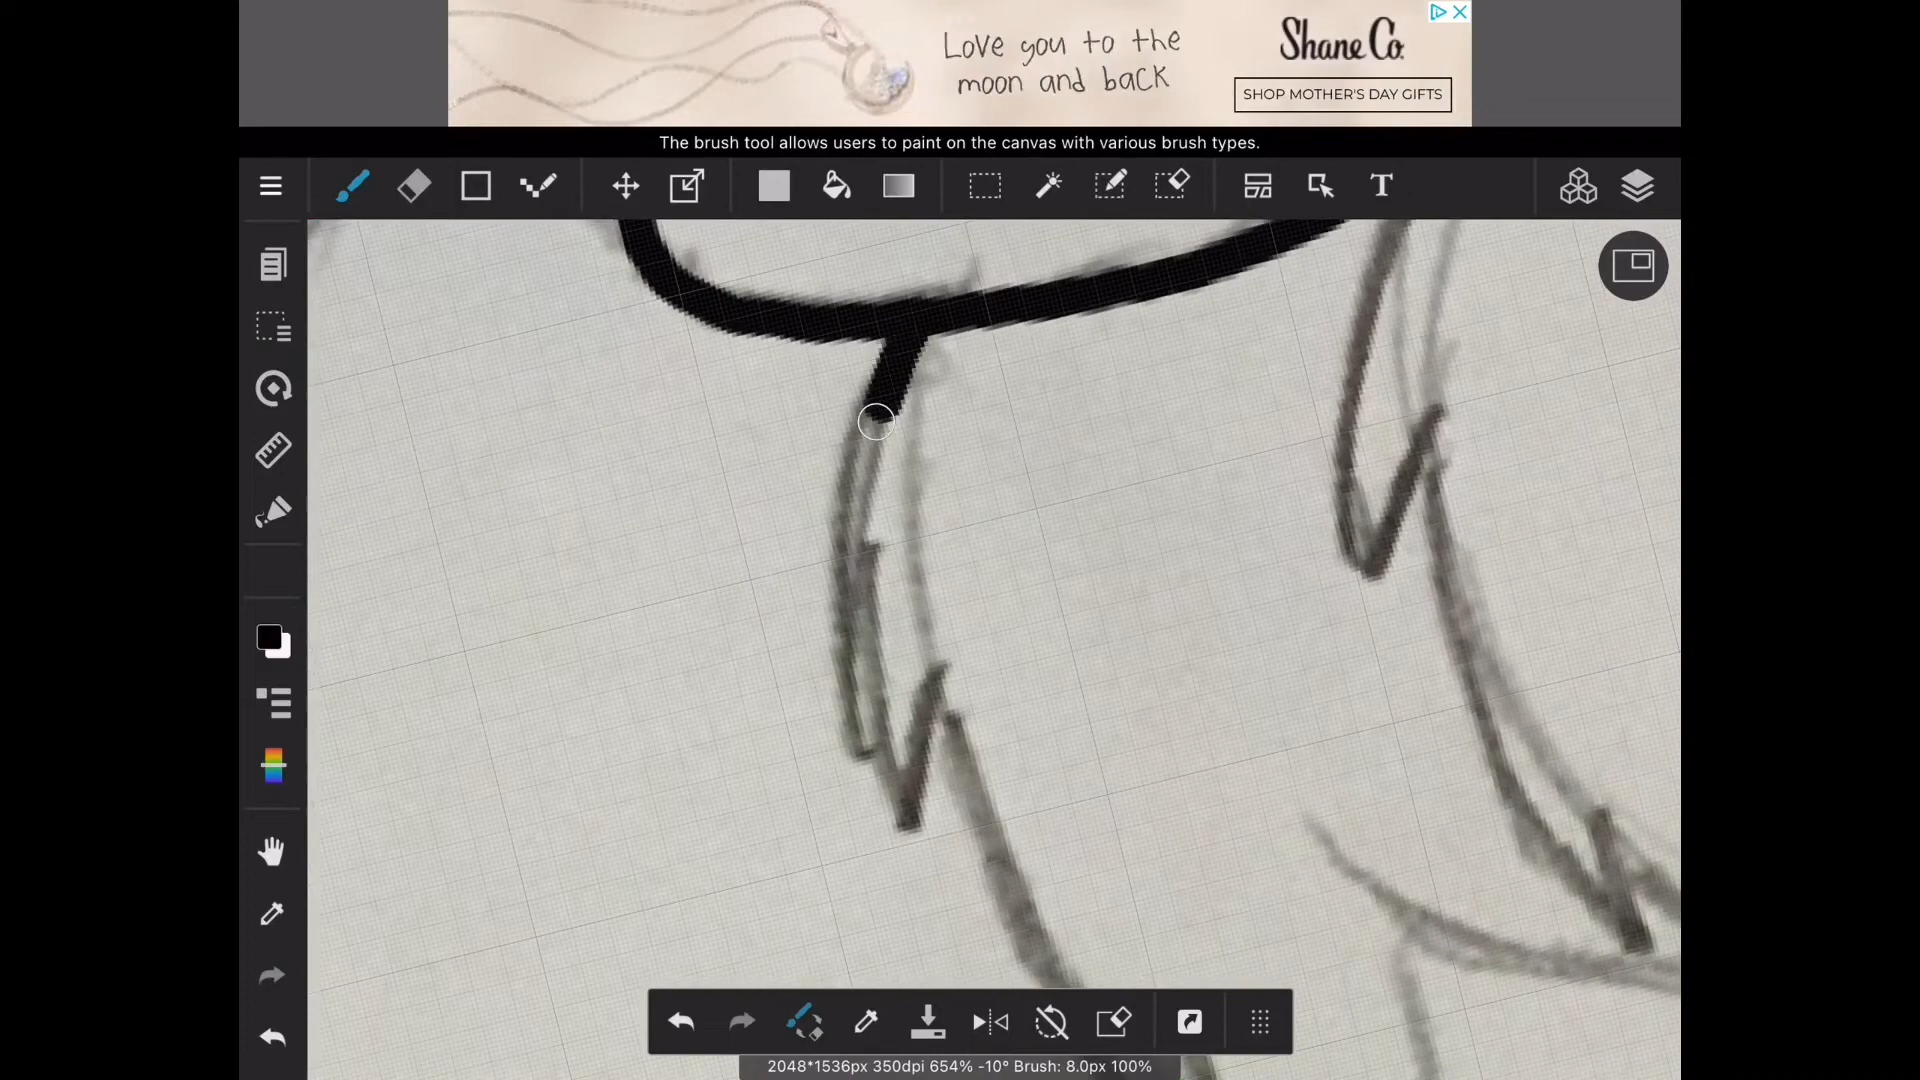 Love you to the
moon and back
Shane Co.
SHOP MOTHER'S DAY GIFTS
The brush tool allows users to paint on the canvas with various brush types.
T
2048*1536px 350dpi 654% -10° Brush: 8.0px 100%